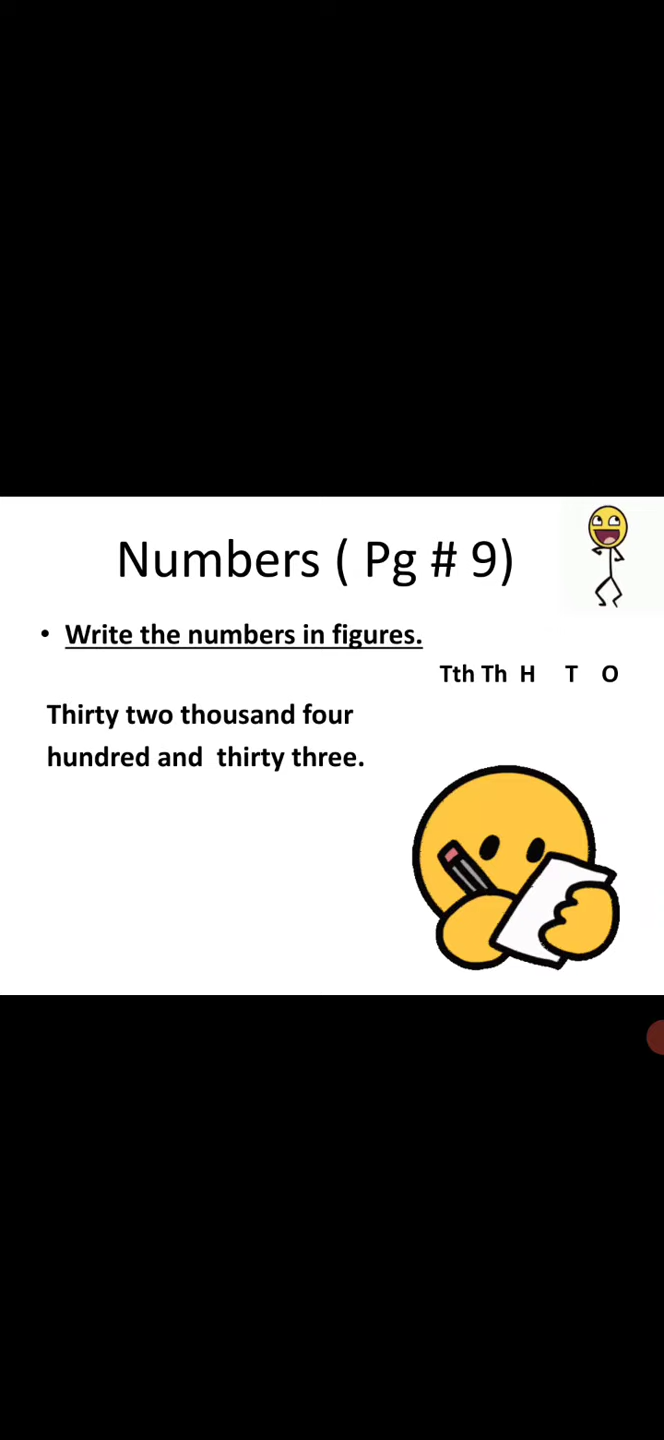 Numbers ( Pg # 9)
• Write the numbers in figures.
Tth Th H T O
Thirty two thousand four
hundred and thirty three.